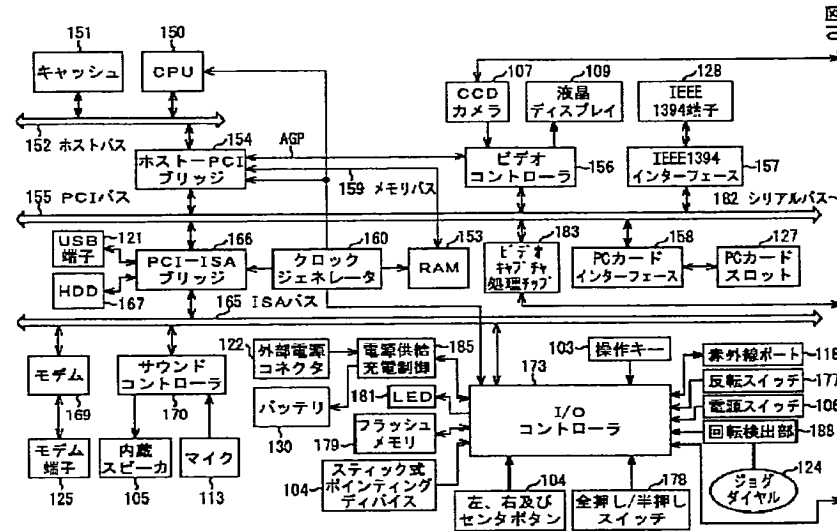 図
151
150
キャッシュ
CPU
107
109
128
CCD
カメラ
液晶
ディスプレイ
IEEE
1394端子
152 ホストバス
154
AGP
ホストーPCI
ブリッジ
159 メモリバス
ビデオ
コントローラ
156
IEEE1394
インターフェース
157
155 PCIバス
182 シリアルバス
USB
端子
121
166
PCI-ISA
ブリッジ
160
クロック
ジェネレータ
153
RAM
183
ビデオ
キャプチャ
処理チップ
158
PCカード
インターフェース
127
PCカード
スロット
HDD
167
165 ISAバス
122
外部電源
コネクタ
電源供給
充電制御
185
103
操作キー
赤外線ポート
118
モデム
169
サウンド
コントローラ
170
バッテリ
130
181
LED
173
I/O
コントローラ
反転スイッチ
177
電源スイッチ
106
179
フラッシュ
メモリ
回転検出部
188
モデム
端子
125
内蔵
スピーカ
105
マイク
113
104
スティック式
ポインティング
ディバイス
104
左、右及び
センタボタン
178
全押し/半押し
スイッチ
124
ジョグ
ダイヤル